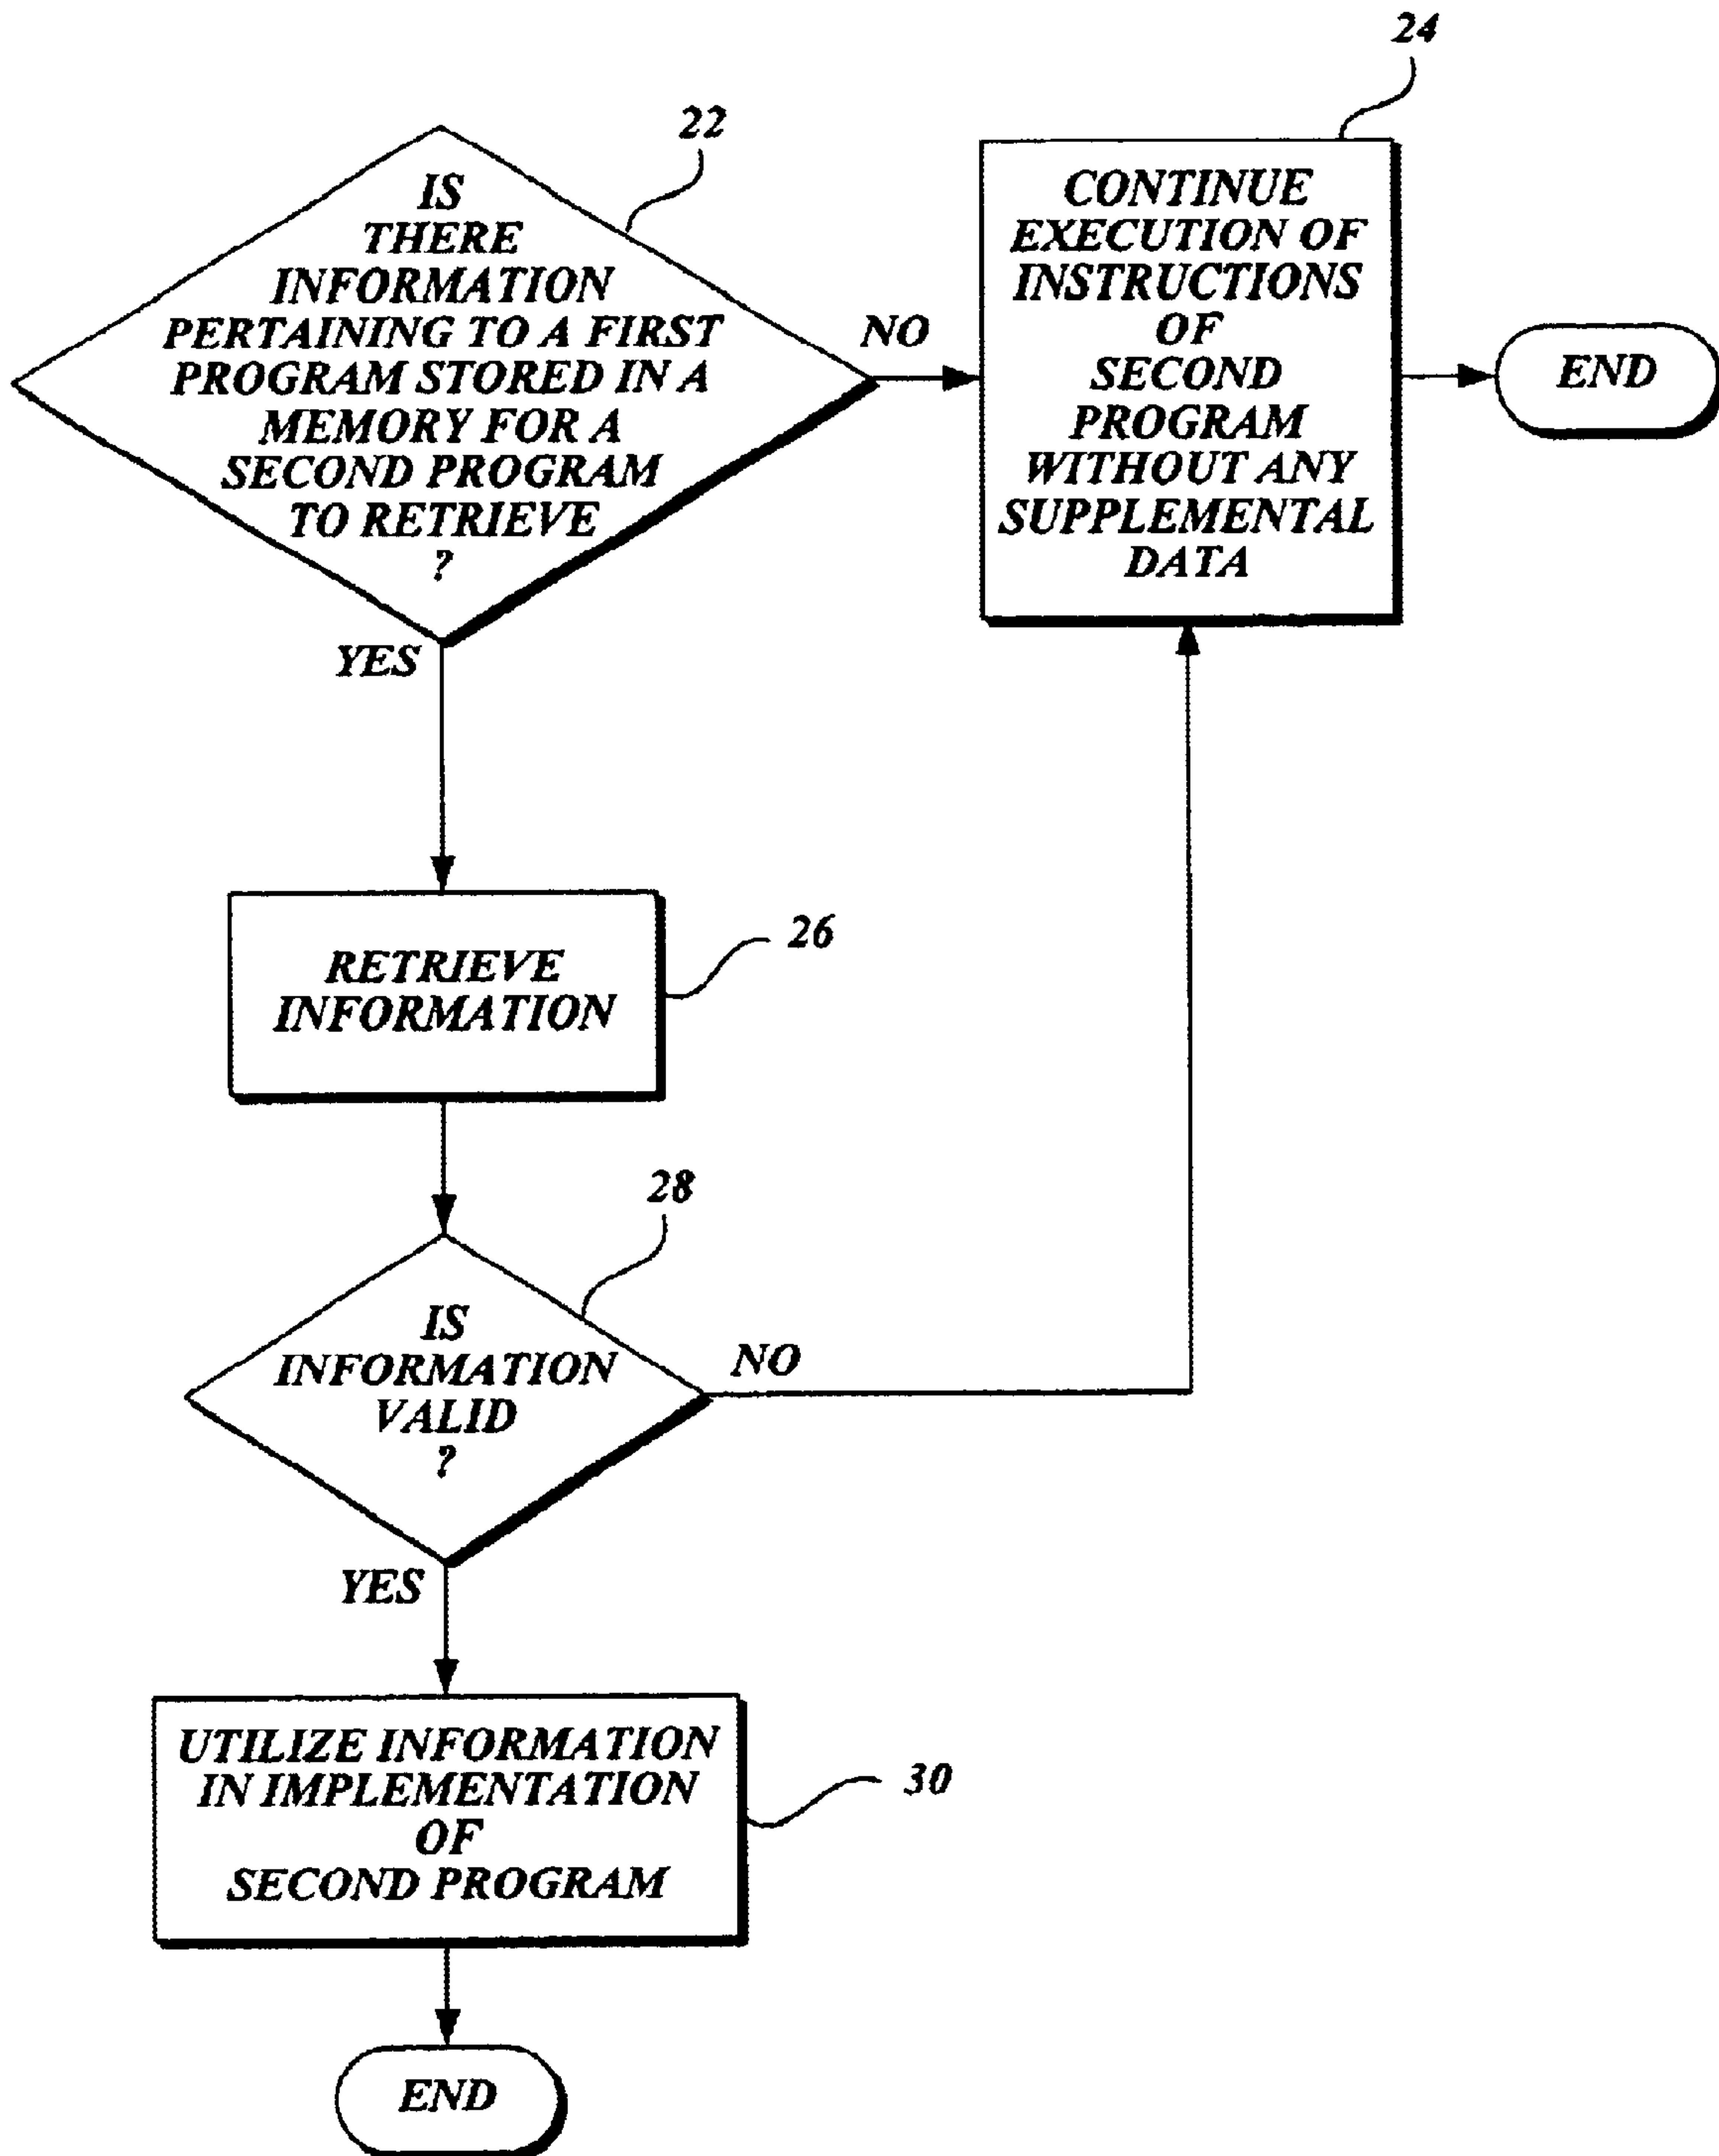 24
22
IS
THERE
INFORMATION
PERTAINING TO A FIRST
PROGRAM STORED IN A
MEMORY FOR A
SECOND PROGRAM
TO RETRIEVE
?
NO
CONTINUE
EXECUTION OF
INSTRUCTIONS
OF
SECOND
PROGRAM
WITHOUT ANY
SUPPLEMENTAL
DATA
END
YES
RETRIEVE
INFORMATION
26
28
IS
INFORMATION
VALID
?
NO
YES
UTILIZE INFORMATION
IN IMPLEMENTATION
OF
SECOND PROGRAM
30
END